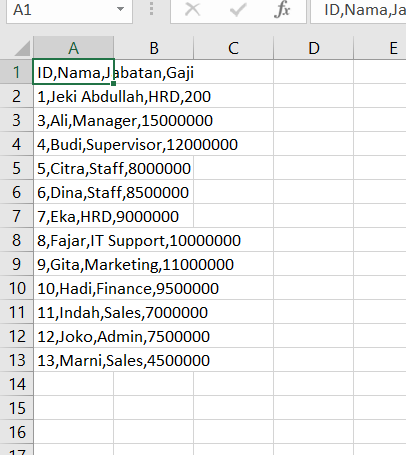 A1 fx ID,Nama,Ja
A B C D E
1 ID,Nama,Jabatan,Gaji
2 1,Jeki Abdullah,HRD,200
3 3,Ali,Manager,15000000
4 4,Budi,Supervisor,12000000
5 5,Citra,Staff,8000000
6 6,Dina,Staff,8500000
7 7,Eka,HRD,9000000
8 8,Fajar,IT Support,10000000
9 9,Gita,Marketing,11000000
10 10,Hadi,Finance,9500000
11 11,Indah,Sales,7000000
12 12,Joko,Admin,7500000
13 13,Marni,Sales,4500000
14
15
16
17